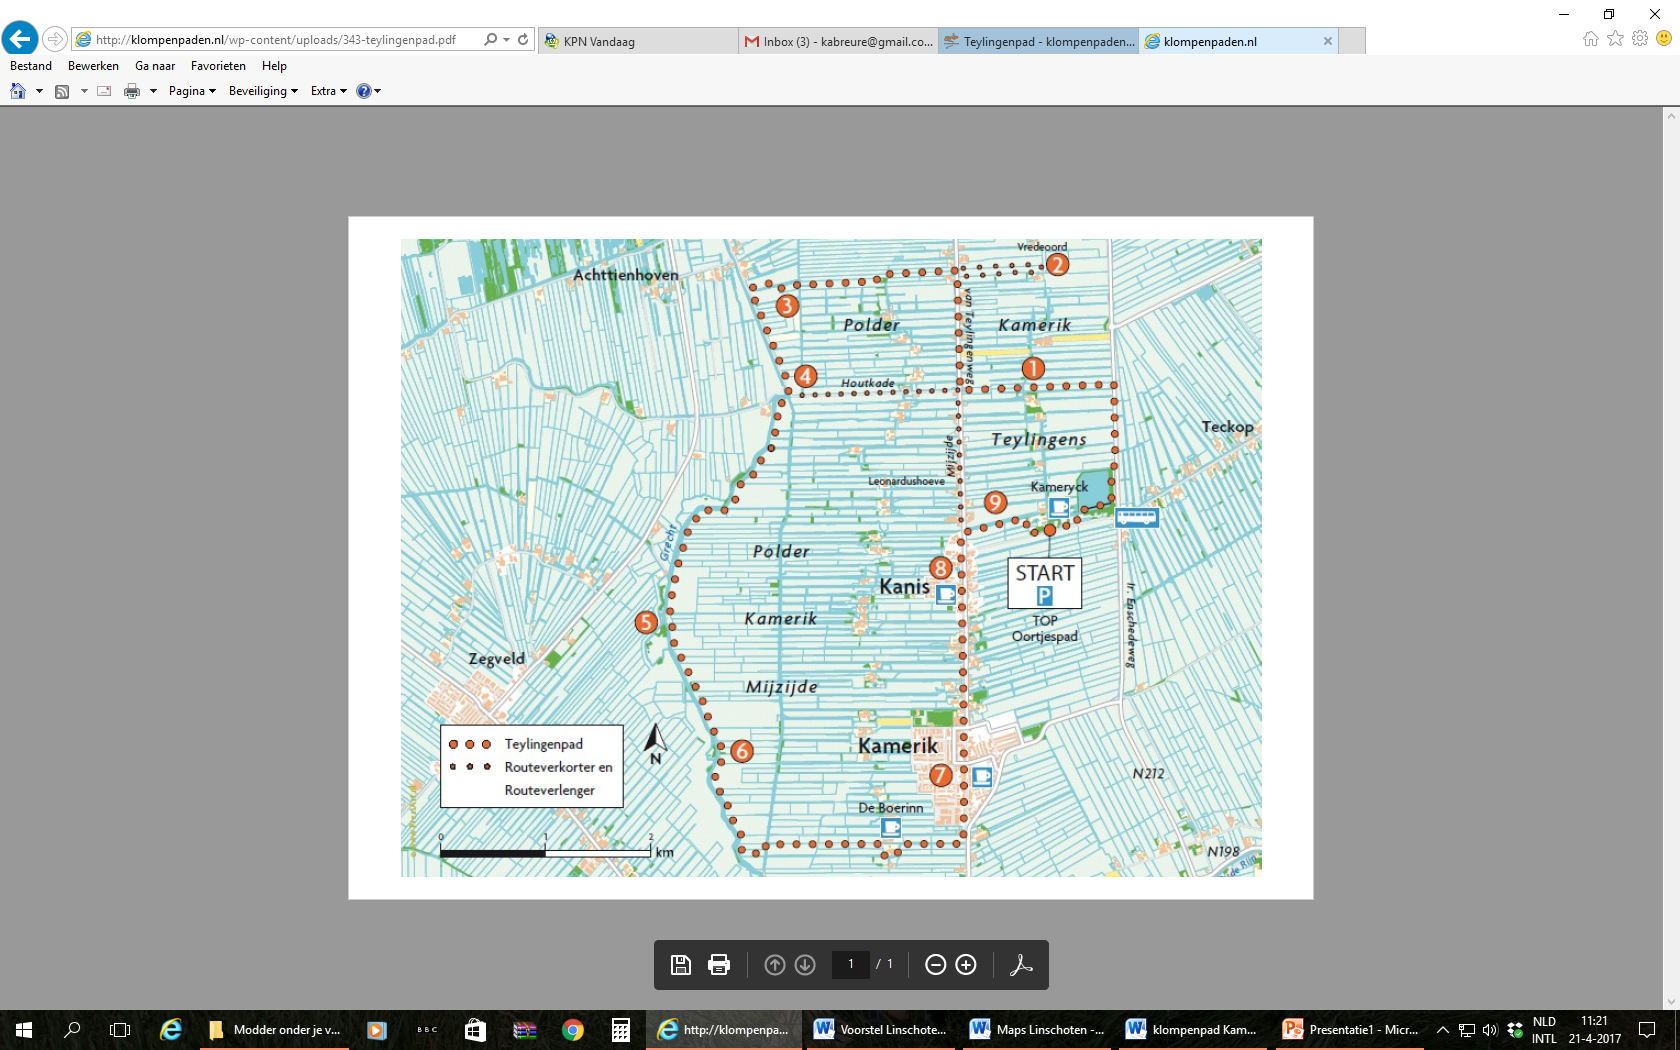 http://klompenpaden.nl/wp-content/uploads/343-teylingenpad.pdf
KPN Vandaag
Inbox (3) - kabreure@gmail.co...
Teylingenpad - klompenpaden...
klompenpaden.nl
Bestand Bewerken Ga naar Favorieten Help
Pagina Beveiliging Extra
Vredeoord
2
Achttienhoven
3
van Teylingenweg
Polder
Kamerik
1
4
Houtkade
Teckop
Teylingens
Mijzijde
Leonardushoeve
Kameryck
9
Grecht
Polder
8
START
P
Kanis
TOP
Oortjespad
Ir. Enschedeweg
5
Kamerik
Zegveld
Mijzijde
Teylingenpad
Routeverkorter en
Routeverlenger
N
6
Kamerik
7
N212
De Boerinn
0 1 2
km
N198
1 / 1
Modder onder je v...
BBC
http://klompenpa...
Voorstel Linschote...
Maps Linschoten -...
klompenpad Kam...
Presentatie1 - Micr...
NLD
INTL
11:21
21-4-2017